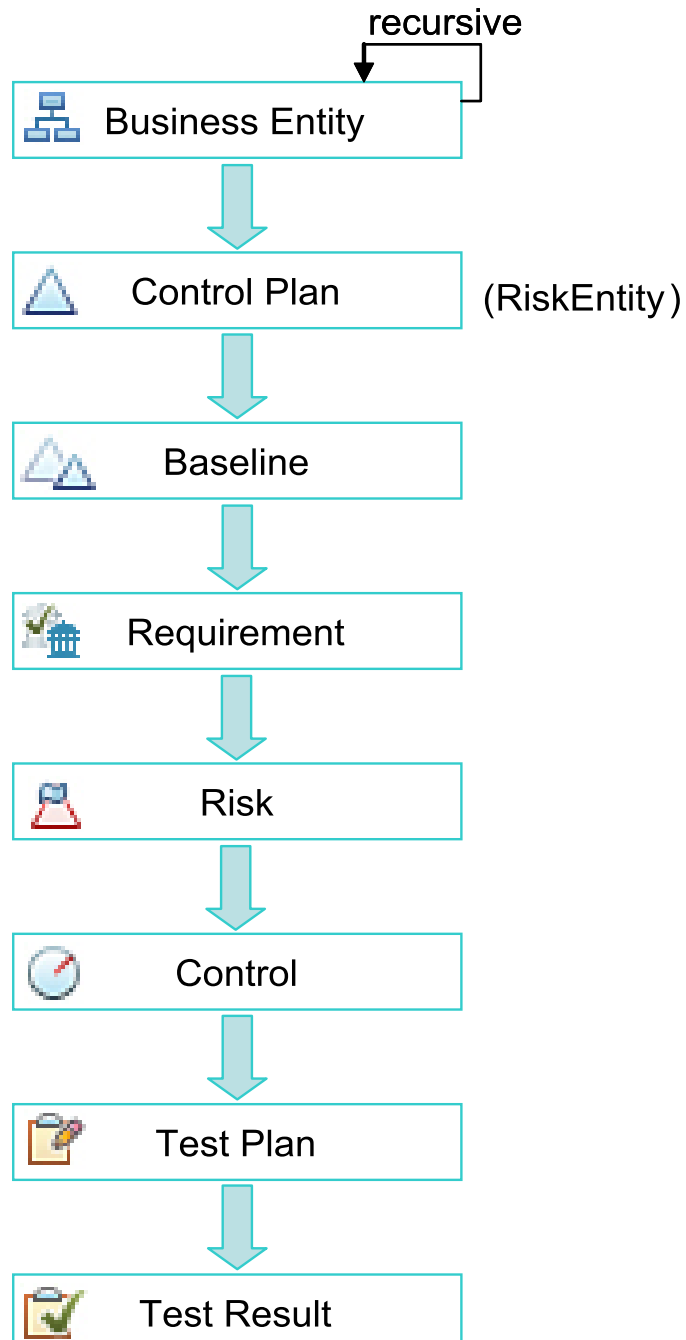 recursive
Business Entity
Control Plan
(RiskEntity)
Baseline
Requirement
Risk
Control
Test Plan
Test Result